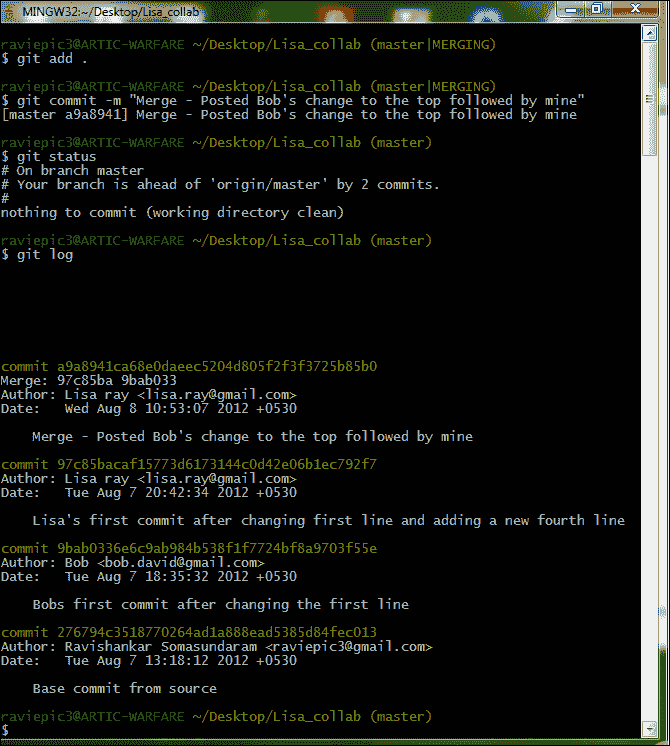 MINGW32:~/Desktop/Lisa_collab
raviepic3@ARTIC-WARFARE ~/Desktop/Lisa_collab (master|MERGING)
$ git add .
raviepic3@ARTIC-WARFARE ~/Desktop/Lisa_collab (master|MERGING)
$ git commit -m "Merge - Posted Bob's change to the top followed by mine"
[master a9a8941] Merge - Posted Bob's change to the top followed by mine
raviepic3@ARTIC-WARFARE ~/Desktop/Lisa_collab (master)
$ git status
# On branch master
# Your branch is ahead of 'origin/master' by 2 commits.
#
nothing to commit (working directory clean)
raviepic3@ARTIC-WARFARE ~/Desktop/Lisa_collab (master)
$ git log
commit a9a8941ca68e0daeec5204d805f2f3f3725b85b0
Merge: 97c85ba 9bab033
Author: Lisa ray <lisa.ray@gmail.com>
Date:   Wed Aug 8 10:53:07 2012 +0530
Merge - Posted Bob's change to the top followed by mine
commit 97c85bacaf15773d6173144c0d42e06b1ec792f7
Author: Lisa ray <lisa.ray@gmail.com>
Date:   Tue Aug 7 20:42:34 2012 +0530
Lisa's first commit after changing first line and adding a new fourth line
commit 9bab0336e6c9ab984b538f1f7724bf8a9703f55e
Author: Bob <bob.david@gmail.com>
Date:   Tue Aug 7 18:35:32 2012 +0530
Bobs first commit after changing the first line
commit 276794c3518770264ad1a888ead5385d84fec013
Author: Ravishankar Somasundaram <raviepic3@gmail.com>
Date:   Tue Aug 7 13:18:12 2012 +0530
Base commit from source
raviepic3@ARTIC-WARFARE ~/Desktop/Lisa_collab (master)
$